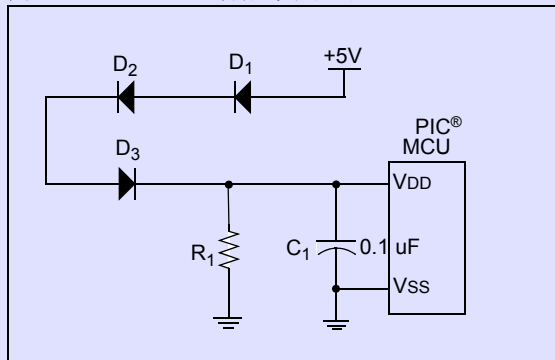 +5V
D1
D2
PIC®
MCU
D3
VDD
R1
C1
0.1 uF
VSS